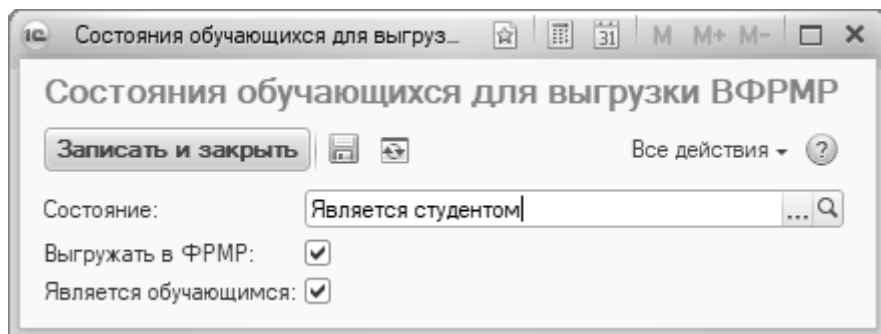 1С Состояния обучающихся для выгруз... 31 M M+ M-
Состояния обучающихся для выгрузки ВФРМР
Записать и закрыть Все действия ?
Состояние: Является студентом ...
Выгружать в ФРМР:
Является обучающимся: